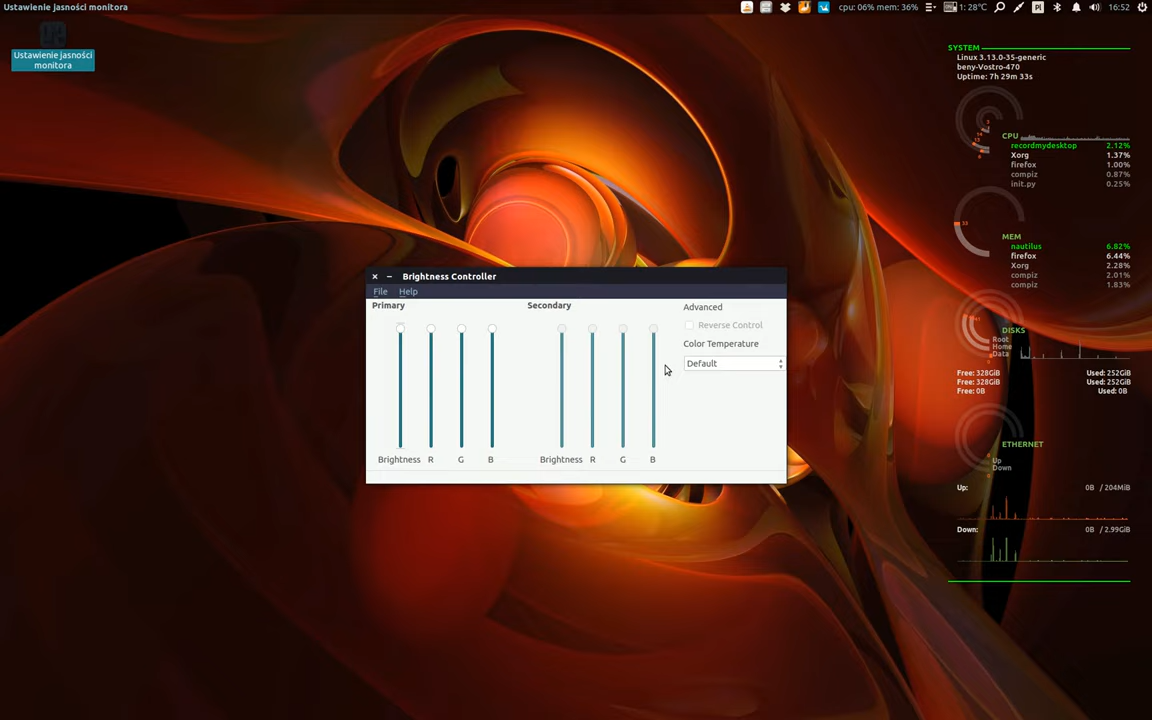 Ustawienie jasności monitora
cpu: 06% mem: 36%
1: 28°C
Pl
16:52
Ustawienie jasności
monitora
SYSTEM
Linux 3.13.0-35-generic
beny-Vostro-470
Uptime: 7h 29m 33s
CPU
recordmydesktop 2.12%
Xorg 1.37%
firefox 1.00%
compiz 0.87%
init.py 0.25%
33
MEM
nautilus 6.82%
firefox 6.44%
Xorg 2.28%
compiz 2.01%
compiz 1.83%
DISKS
Root
Home
Data
Free: 328GiB Used: 252GiB
Free: 328GiB Used: 252GiB
Free: 0B Used: 0B
ETHERNET
Up
Down
Up: 0B / 204MiB
Down: 0B / 2.99GiB
Brightness Controller
File Help
Primary Secondary Advanced
Reverse Control
Color Temperature
Default
Brightness R G B Brightness R G B